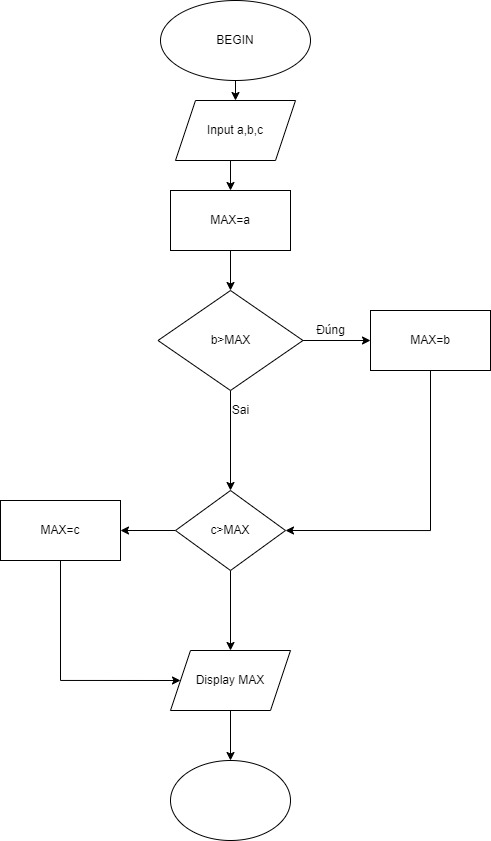 BEGIN
Input a,b,c
MAX=a
b>MAX
Đúng
MAX=b
Sai
MAX=c
c>MAX
Display MAX